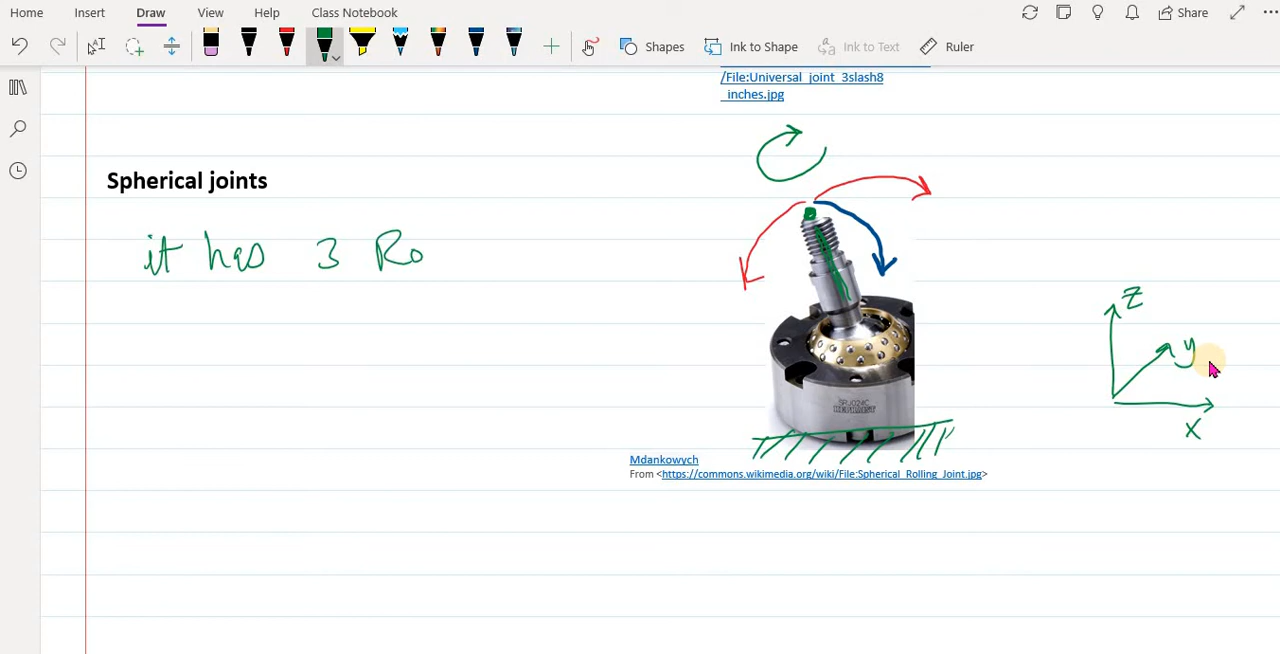 Home Insert Draw View Help Class Notebook Share
Shapes Ink to Shape Ink to Text Ruler
/File:Universal_joint_3slash8
_inches.jpg
Spherical joints
it has 3 Ro
z
y
x
Mdankowych
From <https://commons.wikimedia.org/wiki/File:Spherical_Rolling_Joint.jpg>